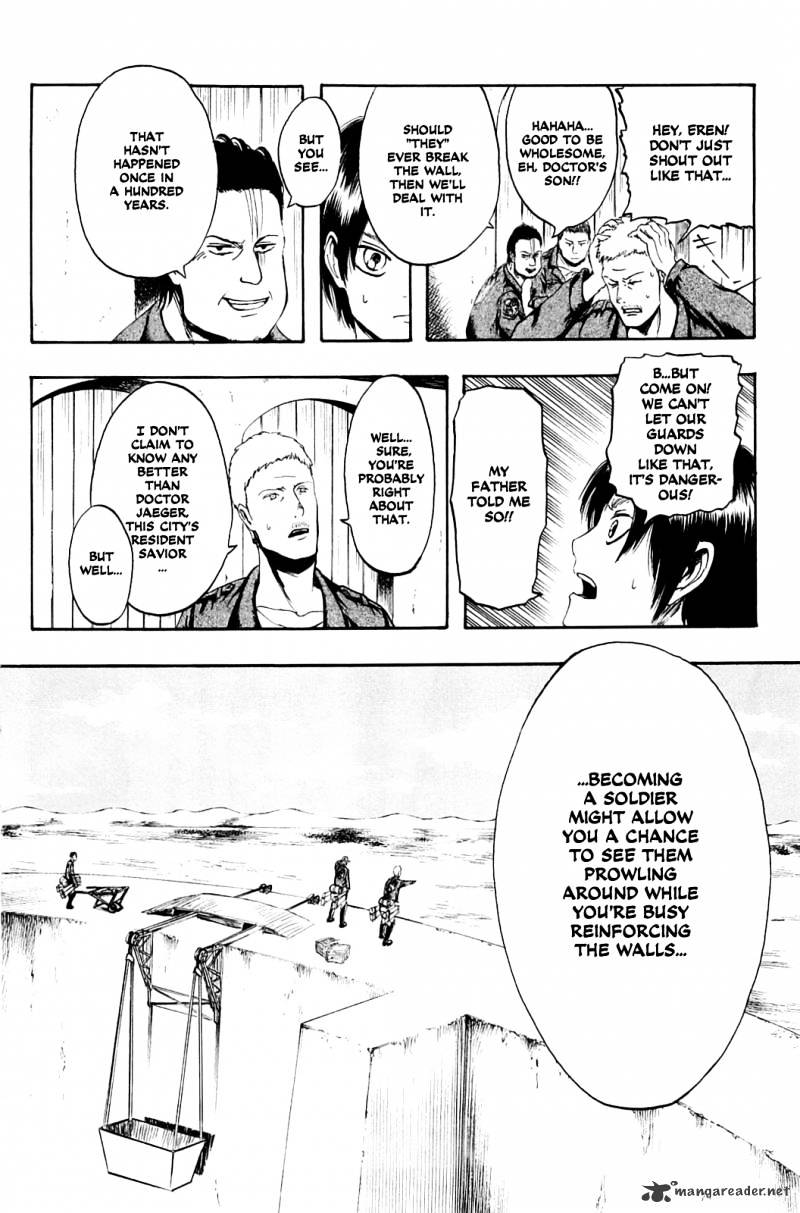 HEY, EREN!
DON'T JUST
SHOUT OUT
LIKE THAT...
HAHAHA...
GOOD TO BE
WHOLESOME,
EH, DOCTOR'S
SON!!
SHOULD
"THEY"
EVER BREAK
THE WALL,
THEN WE'LL
DEAL WITH
IT.
BUT
YOU
SEE...
THAT
HASN'T
HAPPENED
ONCE IN
A HUNDRED
YEARS.
B...BUT
COME ON!
WE CAN'T
LET OUR
GUARDS
DOWN
LIKE THAT,
IT'S DANGER-
OUS!
MY
FATHER
TOLD ME
SO!!
WELL...
SURE,
YOU'RE
PROBABLY
RIGHT
ABOUT
THAT.
I DON'T
CLAIM TO
KNOW ANY
BETTER
THAN
DOCTOR
JAEGER,
THIS CITY'S
RESIDENT
SAVIOR
...
BUT
WELL...
...BECOMING
A SOLDIER
MIGHT ALLOW
YOU A CHANCE
TO SEE THEM
PROWLING
AROUND WHILE
YOU'RE BUSY
REINFORCING
THE WALLS...
mangareader.net